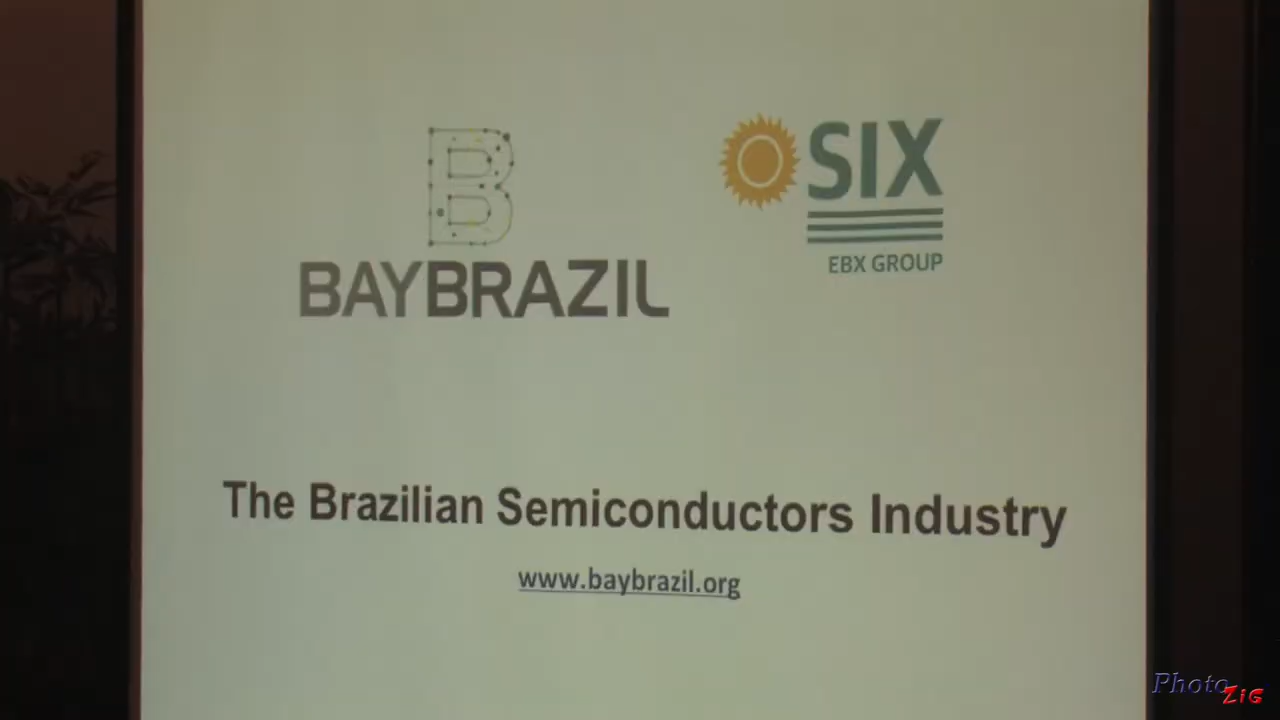 B
BAYBRAZIL
SIX
EBX GROUP
The Brazilian Semiconductors Industry
www.baybrazil.org
PhotoZig